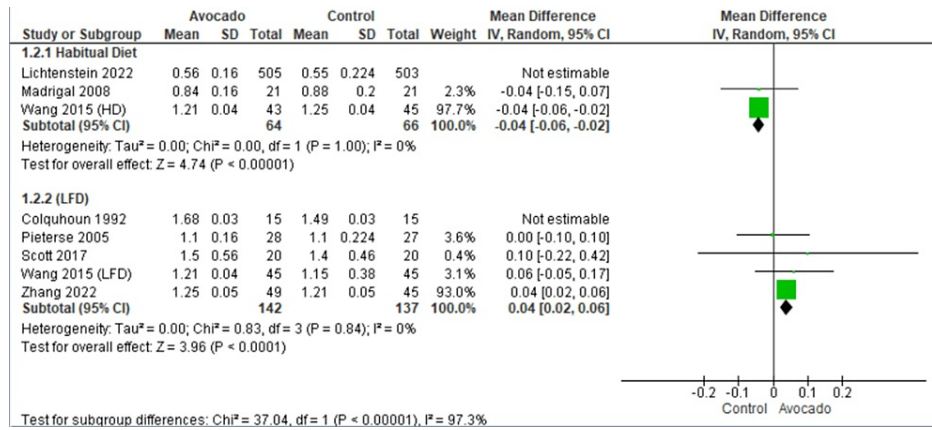 Avocado Control Mean Difference Mean Difference
Study or Subgroup Mean SD Total Mean SD Total Weight IV, Random, 95% CI IV, Random, 95% CI
1.2.1 Habitual Diet
Lichtenstein 2022 0.56 0.16 505 0.55 0.224 503 Not estimable
Madrigal 2008 0.84 0.16 21 0.88 0.2 21 2.3% -0.04 [-0.15, 0.07]
Wang 2015 (HD) 1.21 0.04 43 1.25 0.04 45 97.7% -0.04 [-0.06, -0.02]
Subtotal (95% CI) 64 66 100.0% -0.04 [-0.06, -0.02]
Heterogeneity: Tau² = 0.00; Chi² = 0.00, df = 1 (P = 1.00); I² = 0%
Test for overall effect: Z = 4.74 (P < 0.00001)
1.2.2 (LFD)
Colquhoun 1992 1.68 0.03 15 1.49 0.03 15 Not estimable
Pieterse 2005 1.1 0.16 28 1.1 0.224 27 3.6% 0.00 [-0.10, 0.10]
Scott 2017 1.5 0.56 20 1.4 0.46 20 0.4% 0.10 [-0.22, 0.42]
Wang 2015 (LFD) 1.21 0.04 45 1.15 0.38 45 3.1% 0.06 [-0.05, 0.17]
Zhang 2022 1.25 0.05 49 1.21 0.05 45 93.0% 0.04 [0.02, 0.06]
Subtotal (95% CI) 142 137 100.0% 0.04 [0.02, 0.06]
Heterogeneity: Tau² = 0.00; Chi² = 0.83, df = 3 (P = 0.84); I² = 0%
Test for overall effect: Z = 3.96 (P < 0.0001)
-0.2 -0.1 0 0.1 0.2
Control Avocado
Test for subgroup differences: Chi² = 37.04, df = 1 (P < 0.00001), I² = 97.3%